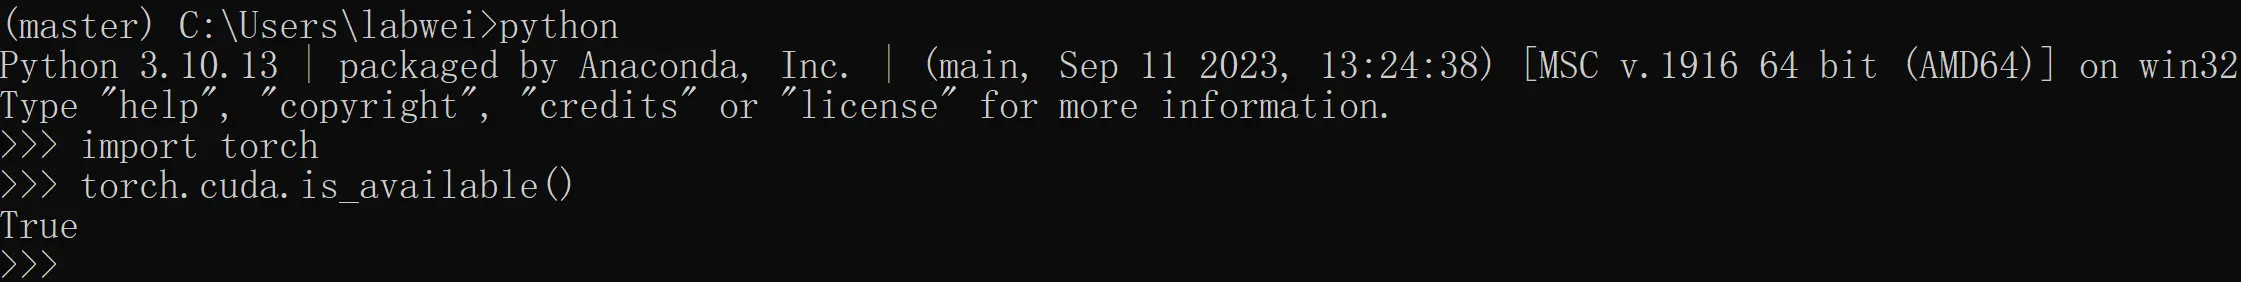 (master) C:\Users\labwei>python
Python 3.10.13 | packaged by Anaconda, Inc. | (main, Sep 11 2023, 13:24:38) [MSC v.1916 64 bit (AMD64)] on win32
Type "help", "copyright", "credits" or "license" for more information.
>>> import torch
>>> torch.cuda.is_available()
True
>>>